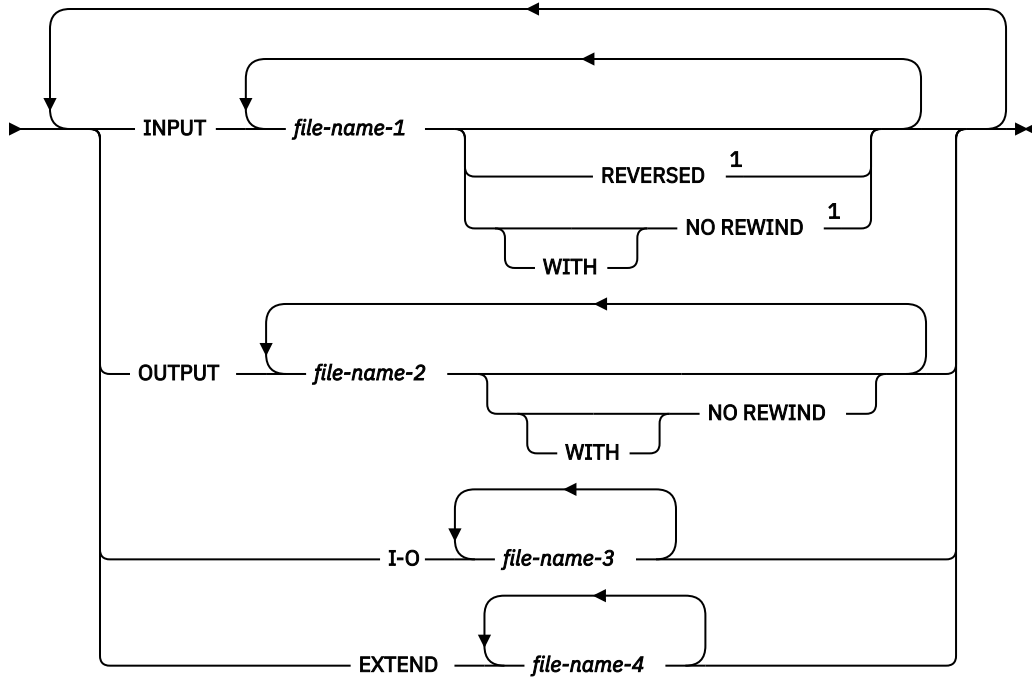 INPUT file-name-1
REVERSED 1
NO REWIND 1
WITH
OUTPUT file-name-2
NO REWIND
WITH
I-O file-name-3
EXTEND file-name-4